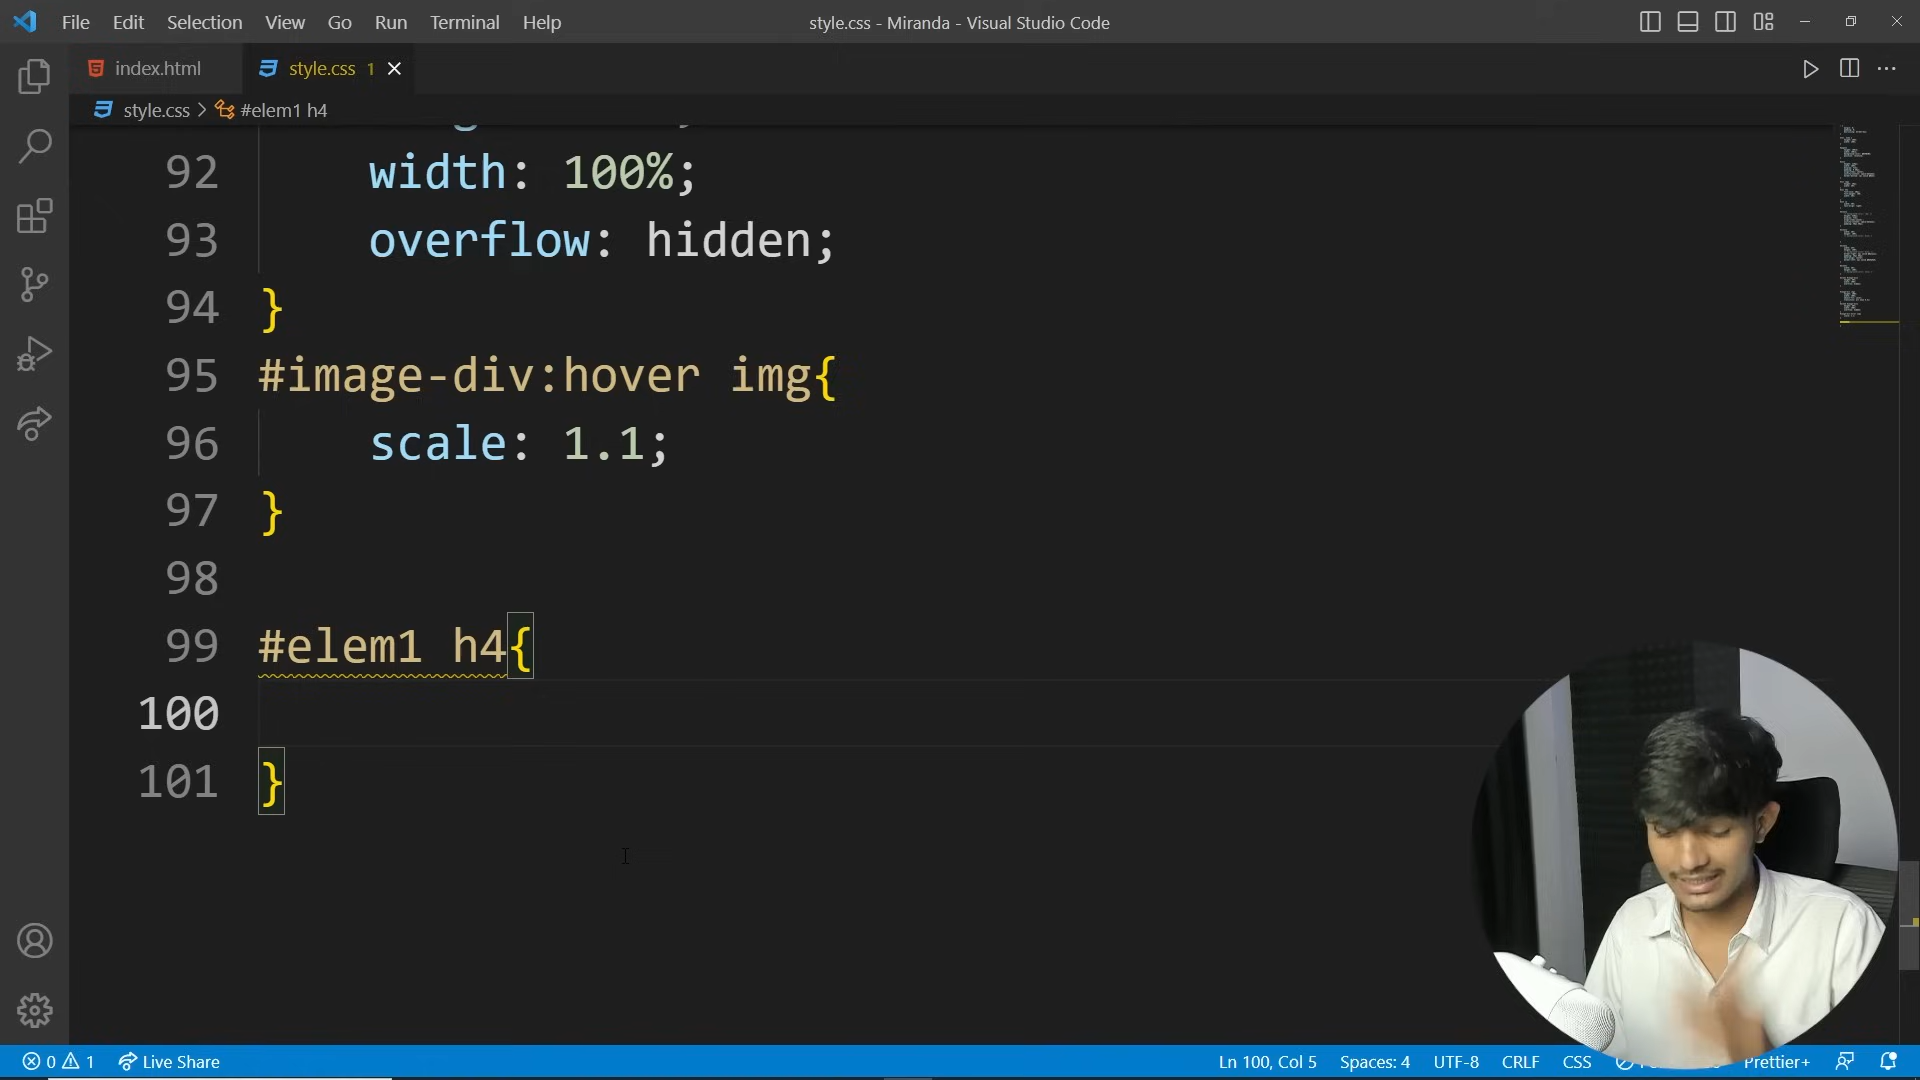 File Edit Selection View Go Run Terminal Help
style.css - Miranda - Visual Studio Code
index.html
style.css 1
style.css > #elem1 h4
92 width: 100%;
93 overflow: hidden;
94 }
95 #image-div:hover img{
96 scale: 1.1;
97 }
98
99 #elem1 h4{
100
101 }
0 1 Live Share
Ln 100, Col 5 Spaces: 4 UTF-8 CRLF CSS Prettier+